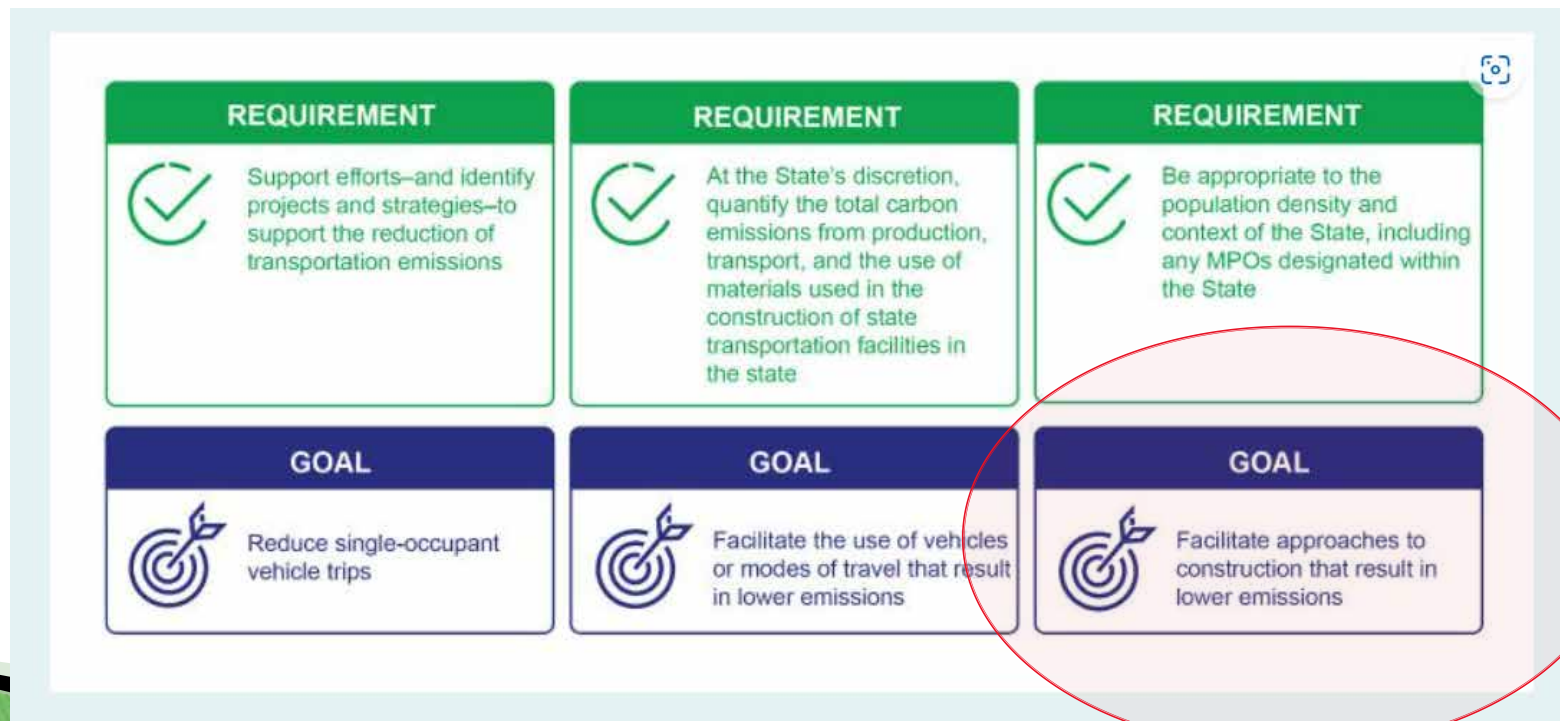 REQUIREMENT
Support efforts–and identify
projects and strategies–to
support the reduction of
transportation emissions
REQUIREMENT
At the State's discretion,
quantify the total carbon
emissions from production,
transport, and the use of
materials used in the
construction of state
transportation facilities in
the state
REQUIREMENT
Be appropriate to the
population density and
context of the State, including
any MPOs designated within
the State
GOAL
Reduce single-occupant
vehicle trips
GOAL
Facilitate the use of vehicles
or modes of travel that result
in lower emissions
GOAL
Facilitate approaches to
construction that result in
lower emissions